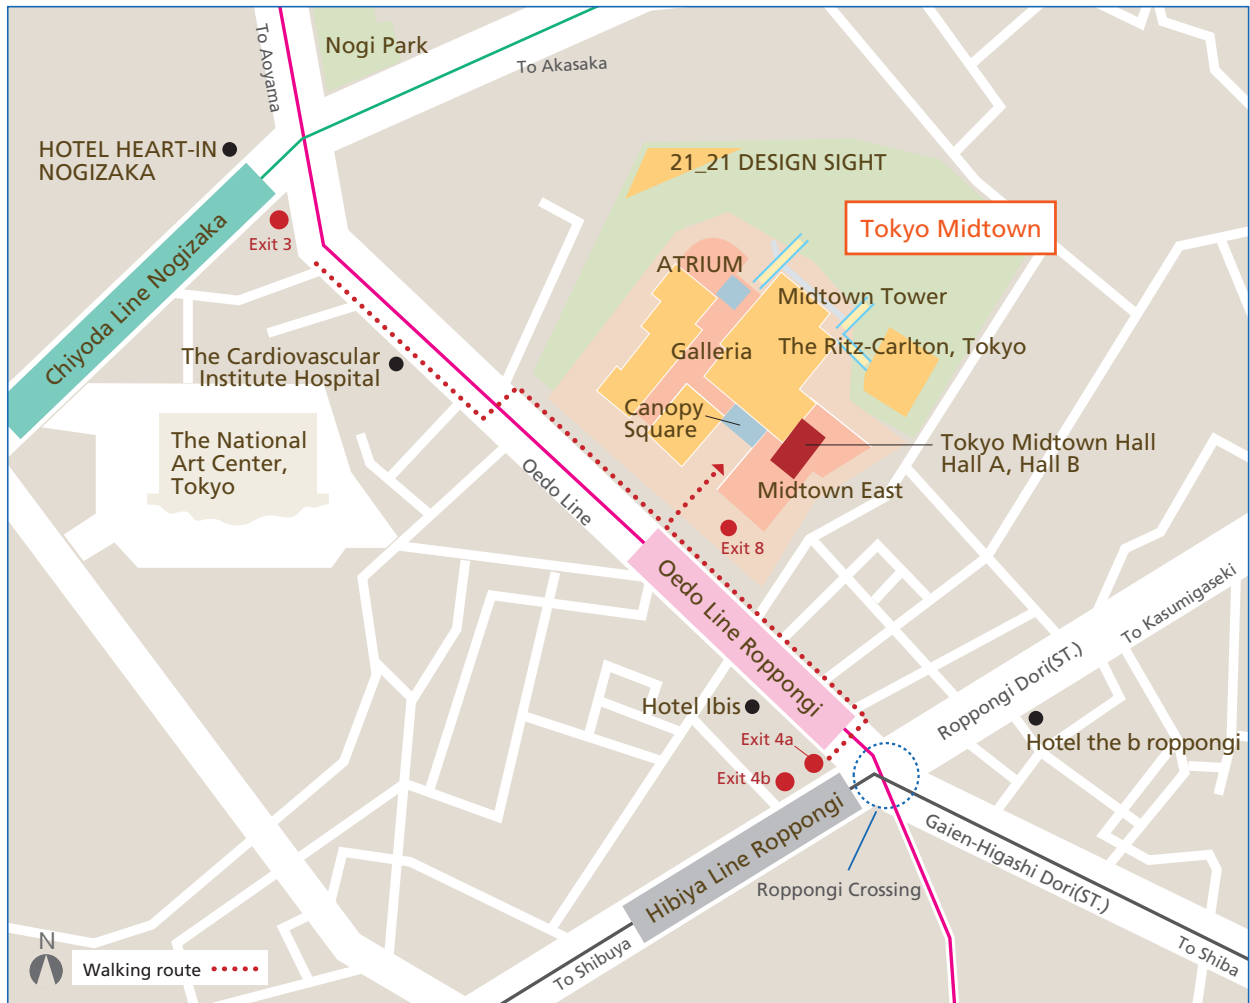 Nogi Park
To Aoyama
To Akasaka
HOTEL HEART-IN
NOGIZAKA
21_21 DESIGN SIGHT
Tokyo Midtown
Exit 3
Chiyoda Line Nogizaka
ATRIUM
Midtown Tower
The Ritz-Carlton, Tokyo
Galleria
The Cardiovascular
Institute Hospital
Canopy
Square
The National
Art Center,
Tokyo
Tokyo Midtown Hall
Hall A, Hall B
Midtown East
Oedo Line
Exit 8
Oedo Line Roppongi
To Kasumigaseki
Roppongi Dori(ST.)
Hotel Ibis
Hotel the b roppongi
Exit 4a
Exit 4b
Hibiya Line Roppongi
Gaien-Higashi Dori(ST.)
Roppongi Crossing
To Shibuya
To Shiba
N
Walking route